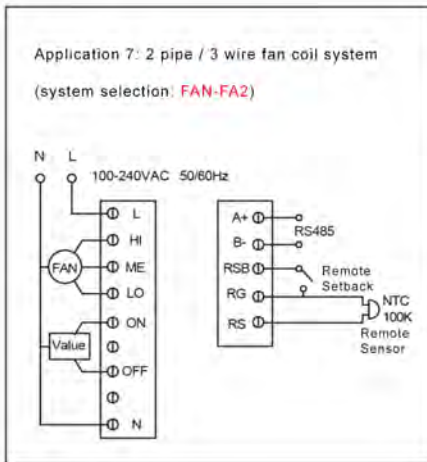 Application 7: 2 pipe / 3 wire fan coil system
(system selection: FAN-FA2)
N L
100-240VAC 50/60Hz
L
HI
FAN
ME
LO
ON
Value
OFF
N
A+
RS485
B-
RSB
Remote
Setback
RG
NTC
100K
RS
Remote
Sensor